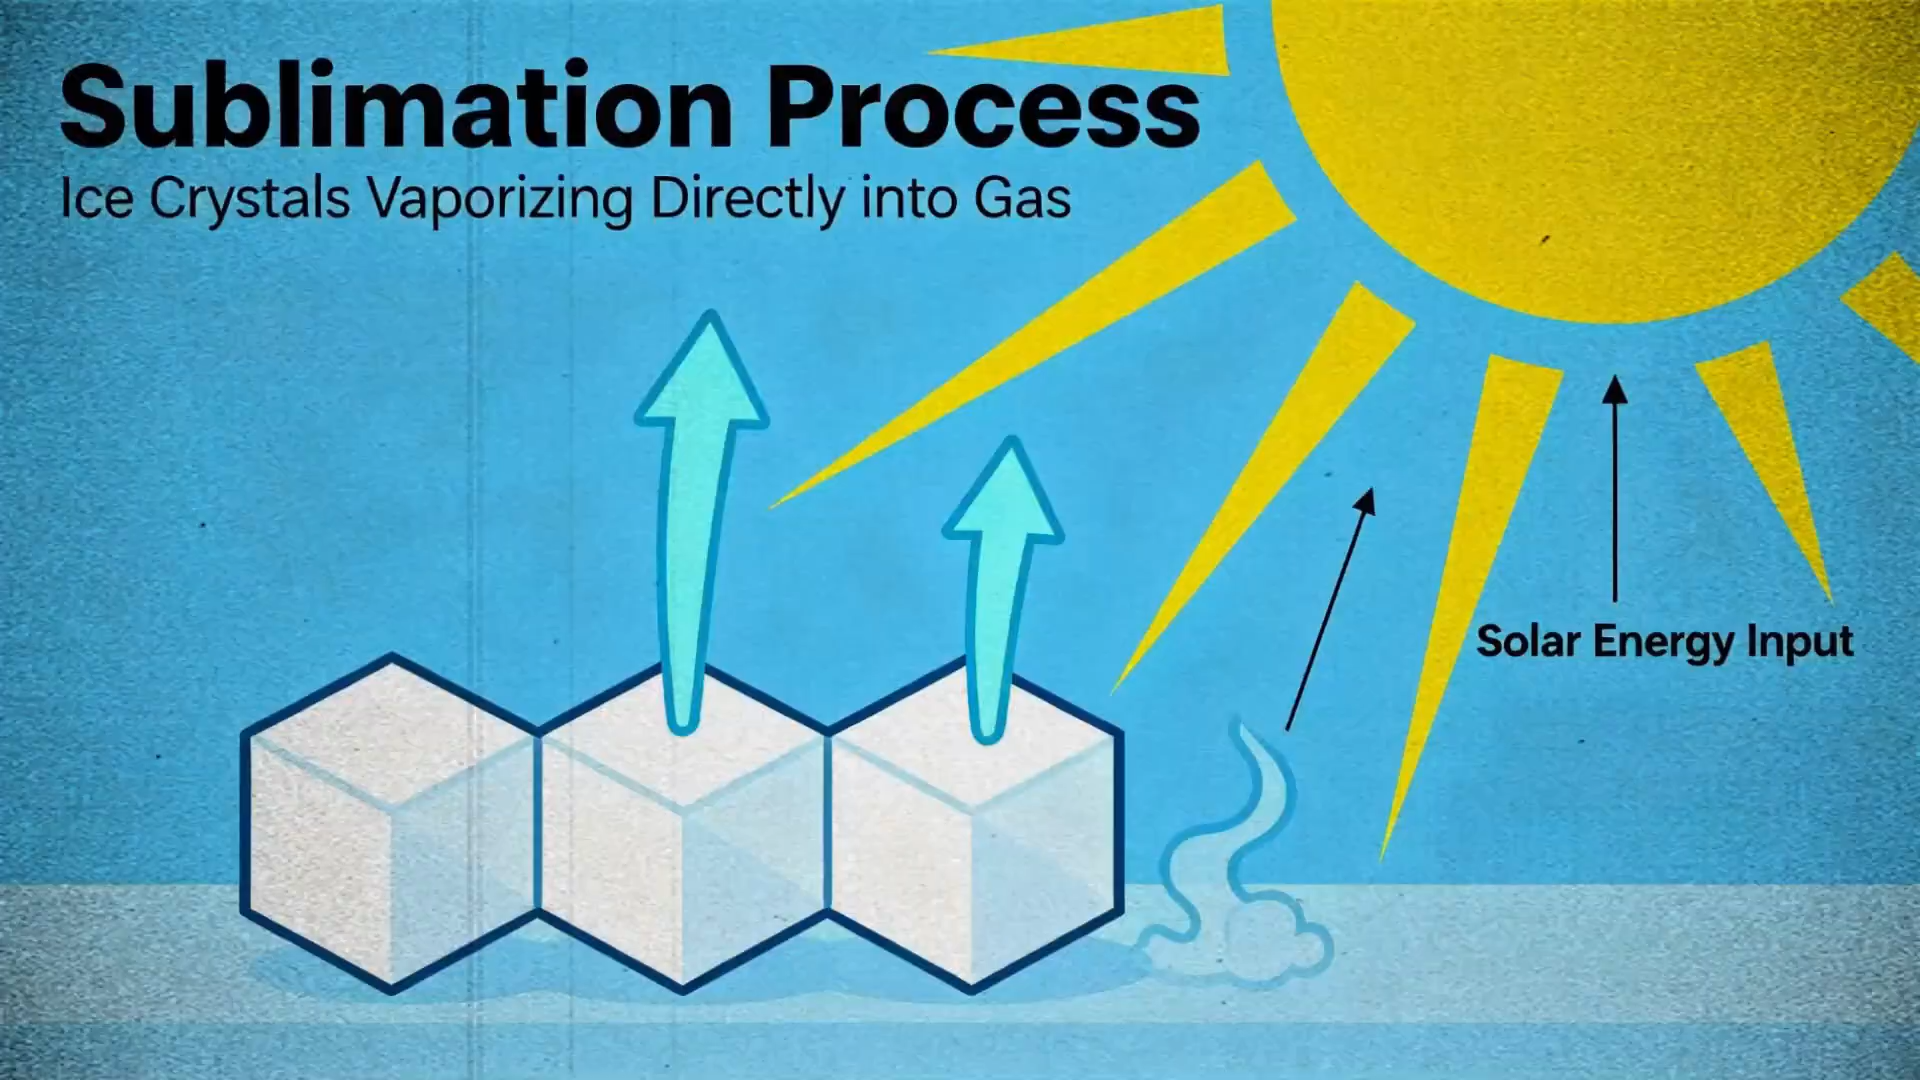 Sublimation Process
Ice Crystals Vaporizing Directly into Gas
Solar Energy Input